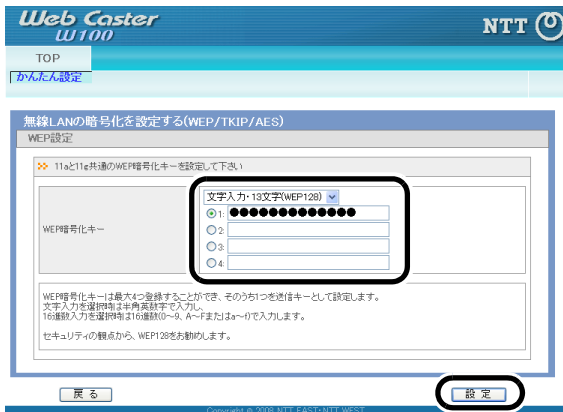 Web Caster
W100
NTT
TOP
かんたん設定
無線LANの暗号化を設定する(WEP/TKIP/AES)
WEP設定
11aと11g共通のWEP暗号化キーを設定して下さい
文字入力・13文字(WEP128)
1: ●●●●●●●●●●●●●
2:
WEP暗号化キー
3:
4:
WEP暗号化キーは最大4つ登録することができ、そのうち1つを送信キーとして設定します。
文字入力を選択時は半角英数字で入力し、
16進数入力を選択時は16進数(0~9、A~Fまたはa~f)で入力します。
セキュリティの観点から、WEP128をお勧めします。
戻る
設定
Copyright © 2008 NTT EAST・NTT WEST